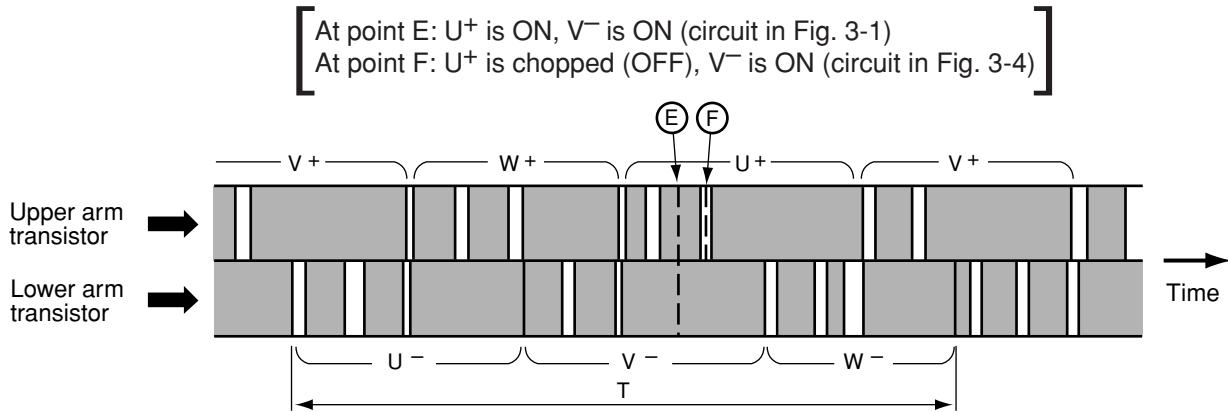 At point E: U+ is ON, V− is ON (circuit in Fig. 3-1)
At point F: U+ is chopped (OFF), V− is ON (circuit in Fig. 3-4)
E F
V+ W+ U+ V+
Upper arm
transistor
Lower arm
transistor
Time
U− V− W−
T